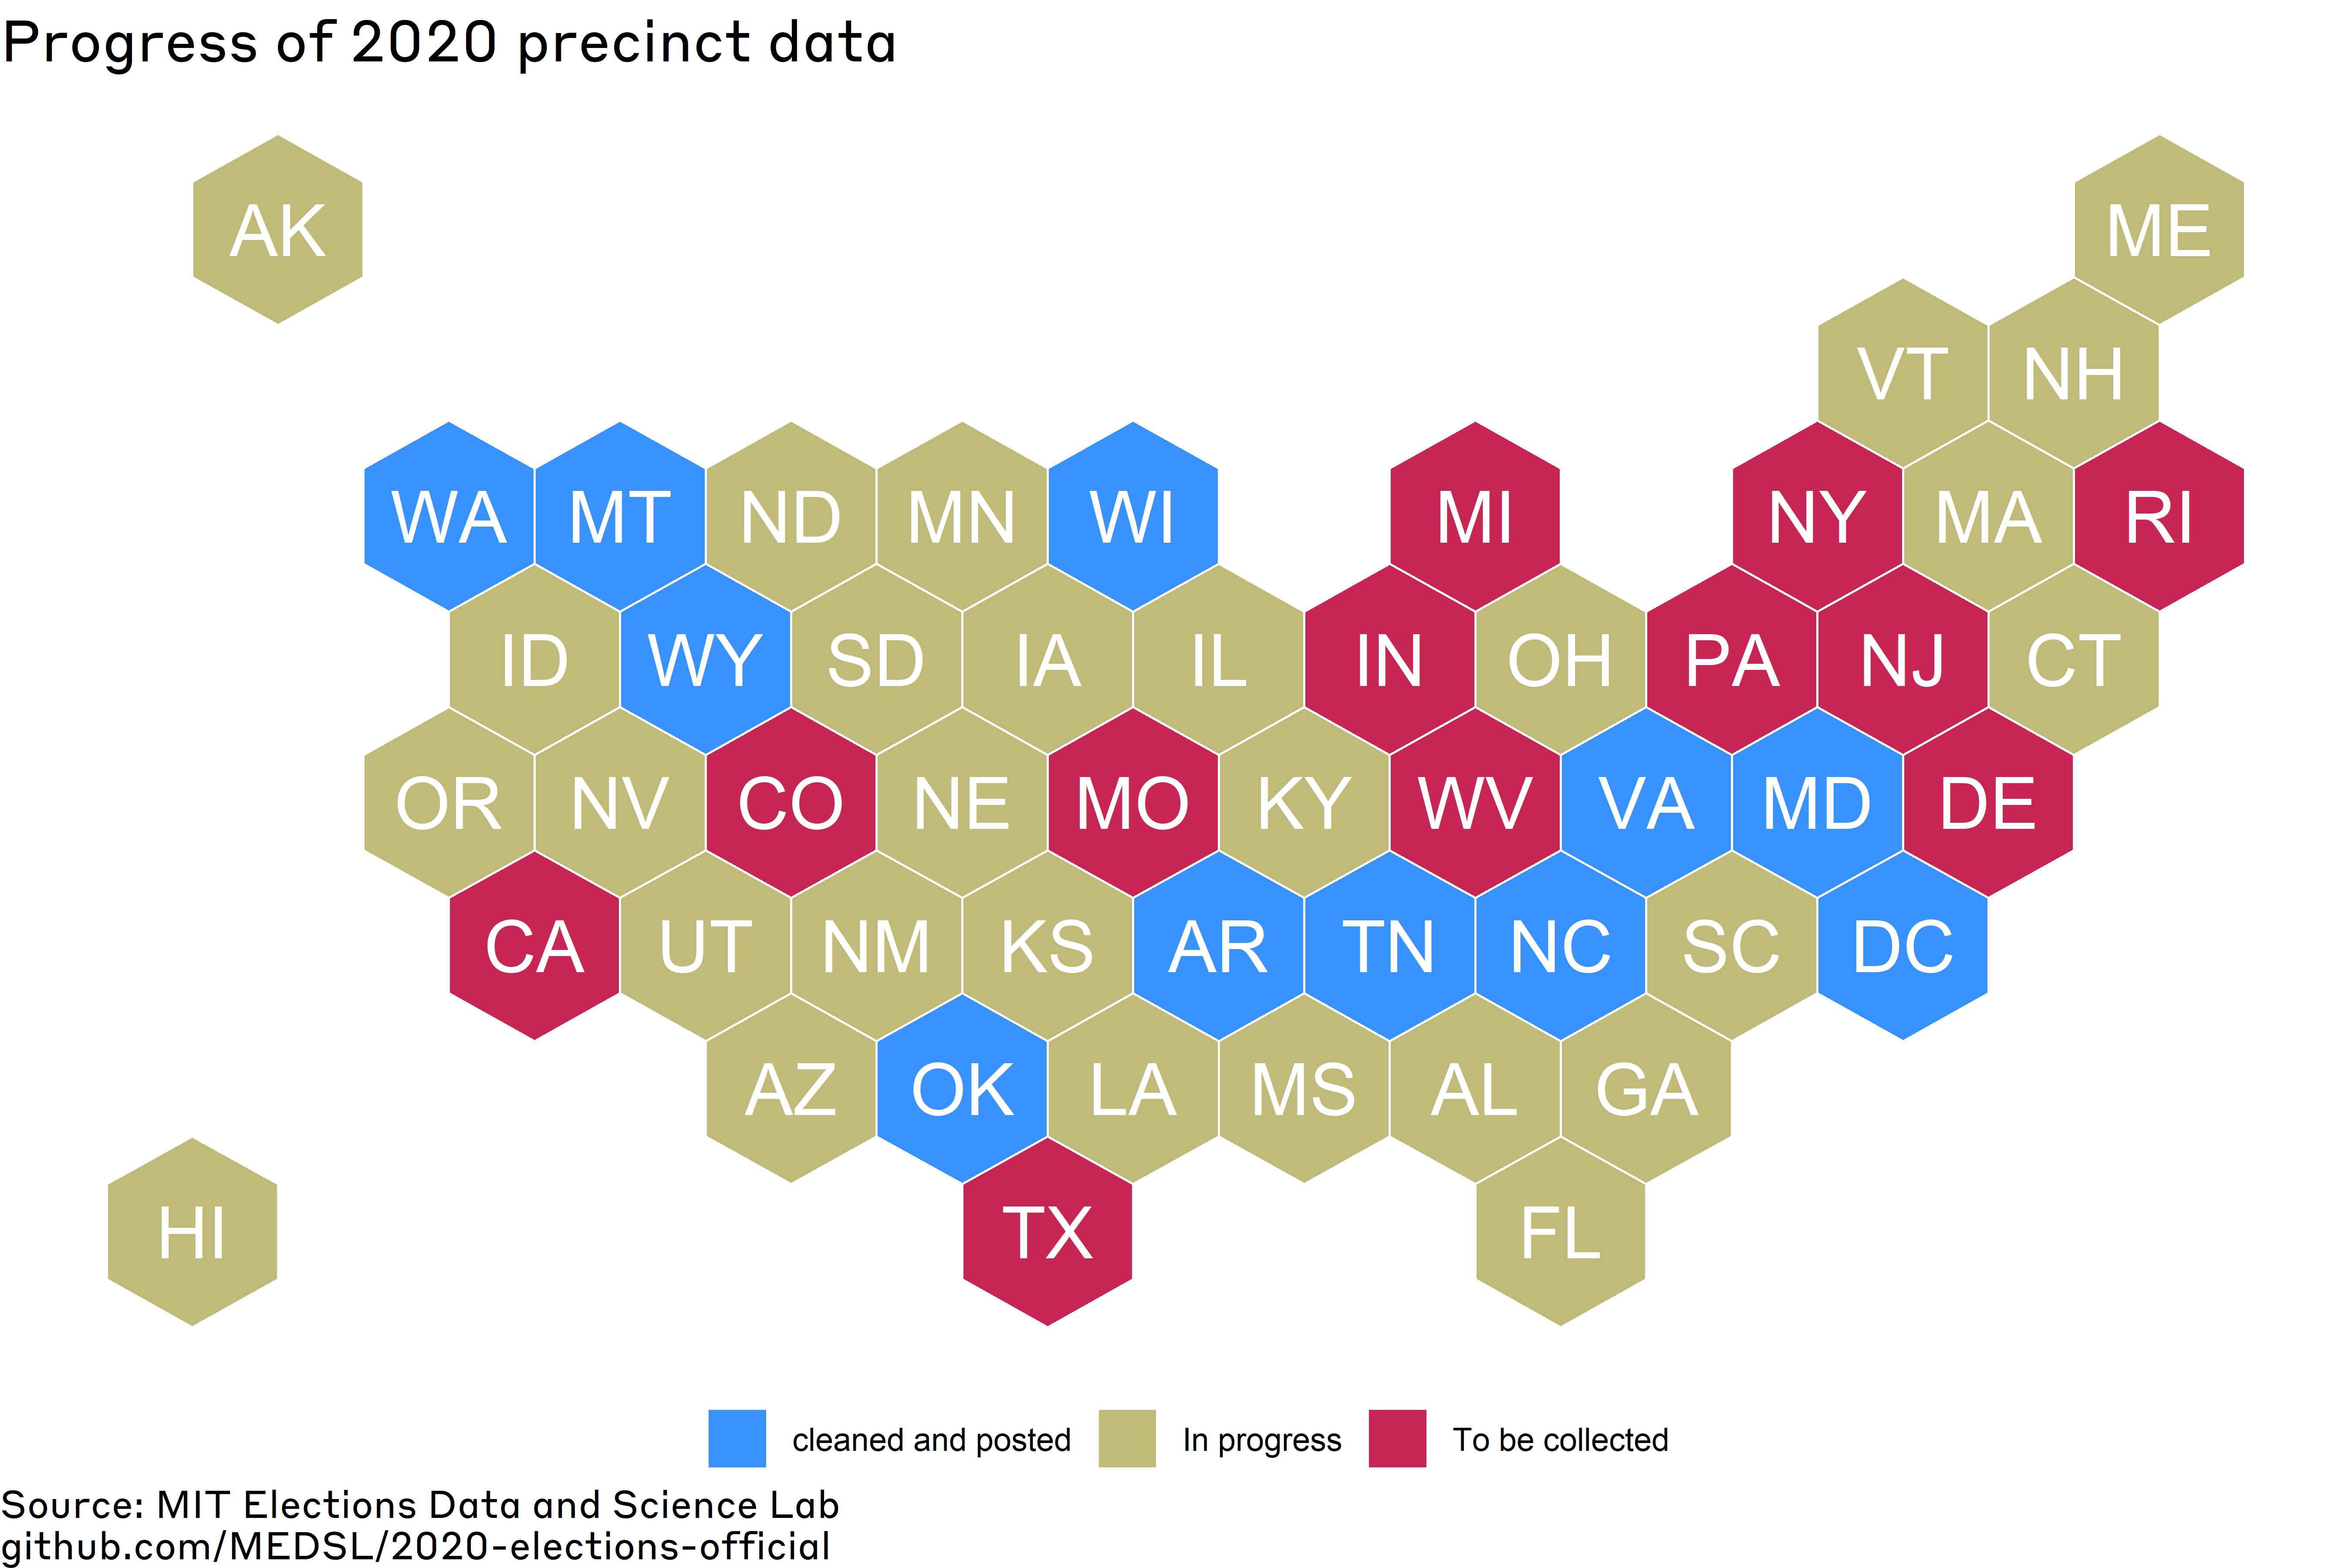 Progress of 2020 precinct data
AK
ME
VT NH
WA MT ND MN WI MI NY MA RI
ID WY SD IA IL IN OH PA NJ CT
OR NV CO NE MO KY WV VA MD DE
CA UT NM KS AR TN NC SC DC
AZ OK LA MS AL GA
HI TX FL
cleaned and posted In progress To be collected
Source: MIT Elections Data and Science Lab
github.com/MEDSL/2020-elections-official